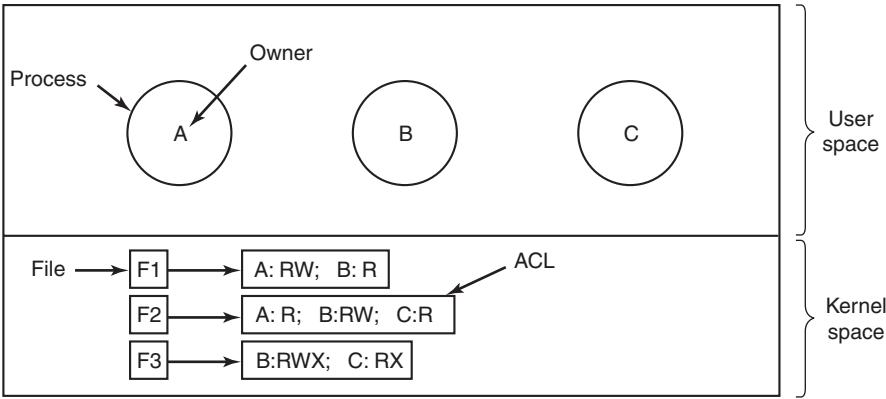 Owner
Process
A
B
C
User
space
File
F1
A: RW; B: R
ACL
F2
A: R; B:RW; C:R
F3
B:RWX; C: RX
Kernel
space